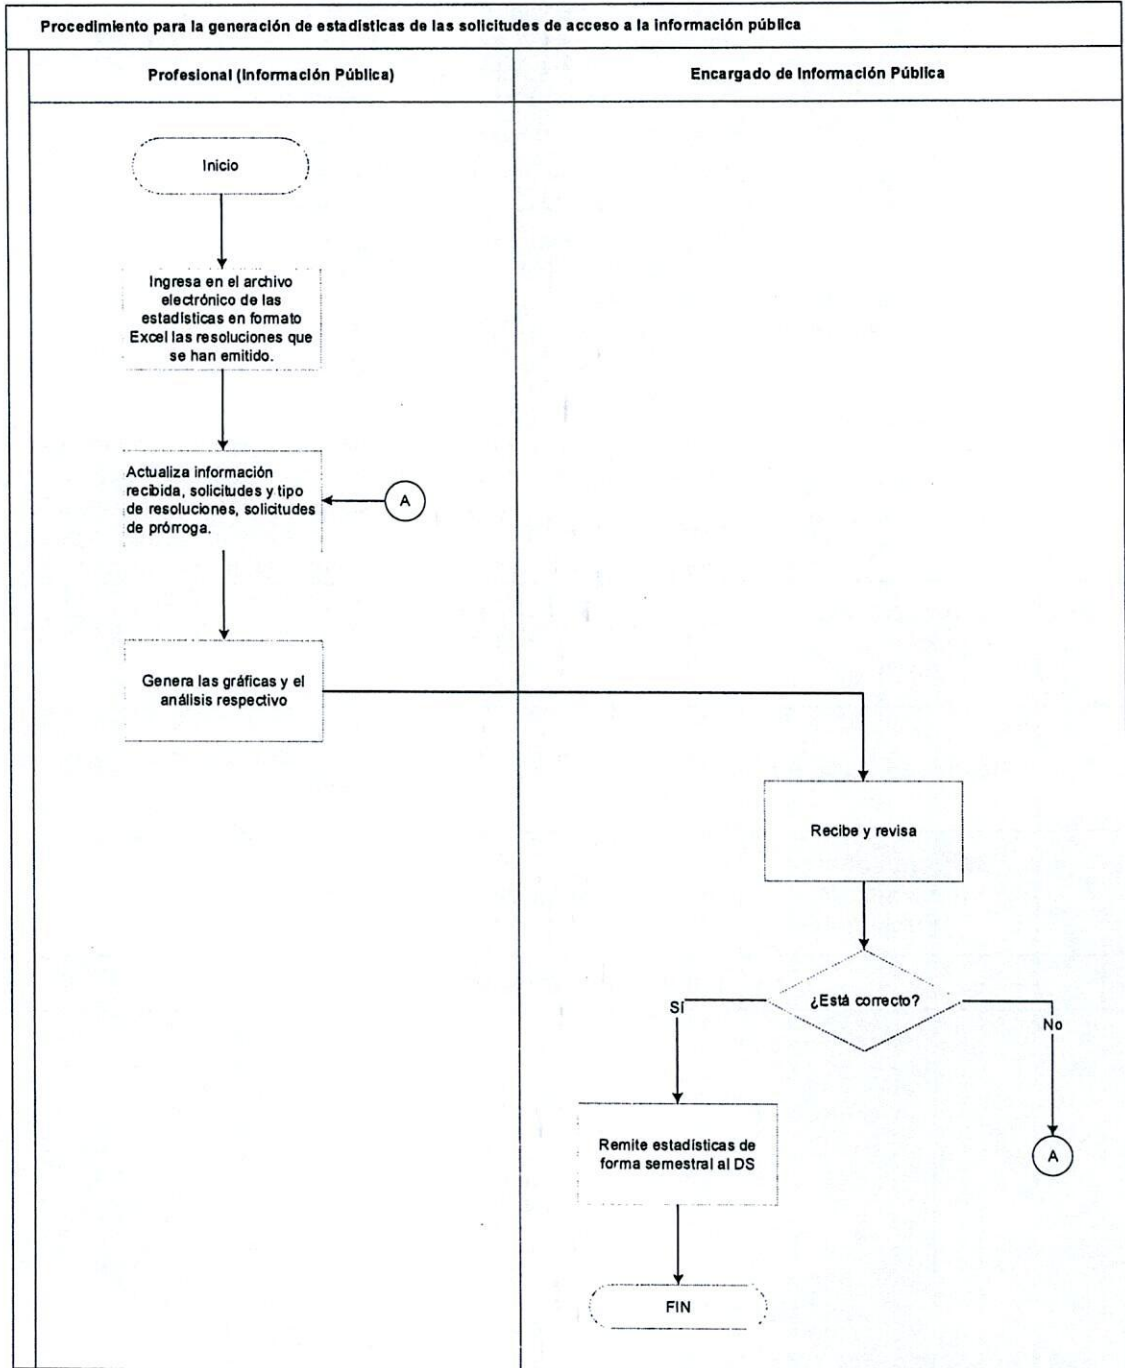 Procedimiento para la generación de estadísticas de las solicitudes de acceso a la información pública
Profesional (Información Pública)
Encargado de Información Pública
Inicio
Ingresa en el archivo
electrónico de las
estadísticas en formato
Excel las resoluciones que
se han emitido.
Actualiza información
recibida, solicitudes y tipo
de resoluciones, solicitudes
de prórroga.
A
Genera las gráficas y el
análisis respectivo
Recibe y revisa
¿Está correcto?
Sí
No
Remite estadísticas de
forma semestral al DS
A
FIN